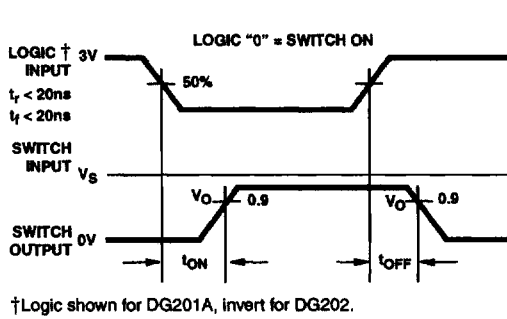 LOGIC "0" = SWITCH ON
LOGIC † 3V
INPUT
tr < 20ns
tf < 20ns
50%
SWITCH
INPUT VS
VO 0.9
VO 0.9
SWITCH
OUTPUT 0V
tON
tOFF
†Logic shown for DG201A, invert for DG202.